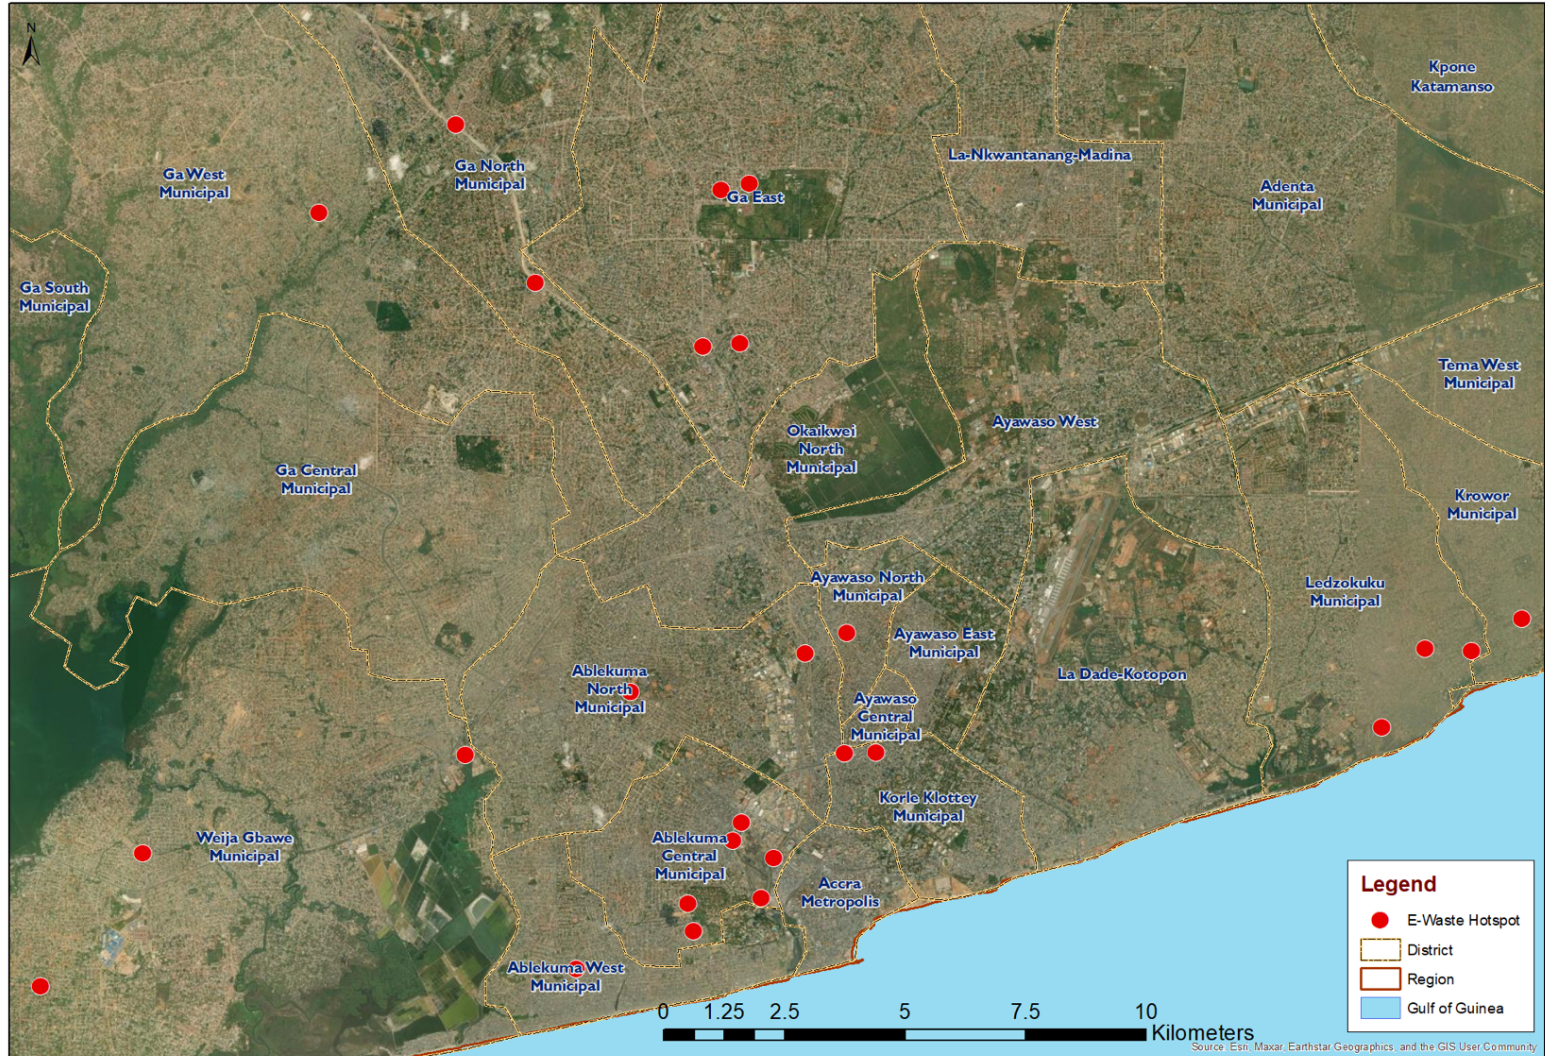 N
Kpone
Katamanso
La-Nkwantanang-Madina
Ga West
Municipal
Ga North
Municipal
Ga East
Adenta
Municipal
Ga South
Municipal
Tema West
Municipal
Okaikwei
North
Municipal
Ayawaso West
Ga Central
Municipal
Krowor
Municipal
Ayawaso North
Municipal
Ledzokuku
Municipal
Ayawaso East
Municipal
Ablekuma
North
Municipal
La Dade-Kotopon
Ayawaso
Central
Municipal
Korle Klottey
Municipal
Weija Gbawe
Municipal
Ablekuma
Central
Municipal
Accra
Metropolis
Ablekuma West
Municipal
Legend
E-Waste Hotspot
District
Region
Gulf of Guinea
0 1.25 2.5 5 7.5 10
Kilometers
Source: Esri, Maxar, Earthstar Geographics, and the GIS User Community